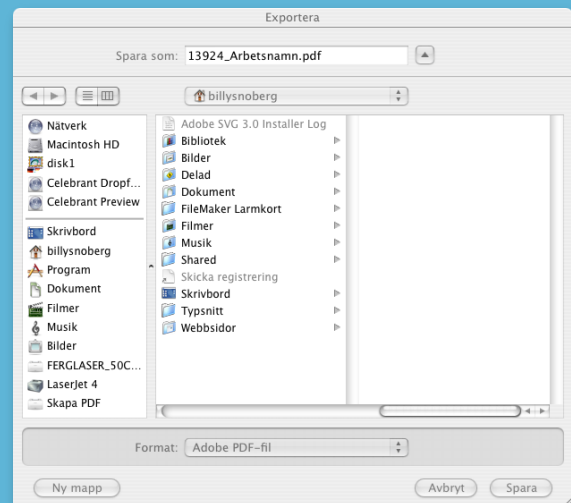 Exportera
Spara som: 13924_Arbetsnamn.pdf
billysnoberg
Nätverk
Macintosh HD
disk1
Celebrant Dropf...
Celebrant Preview
Skrivbord
billysnoberg
Program
Dokument
Filmer
Musik
Bilder
FERGLASER_50C...
LaserJet 4
Skapa PDF
Adobe SVG 3.0 Installer Log
Bibliotek
Bilder
Delad
Dokument
FileMaker Larmkort
Filmer
Musik
Shared
Skicka registrering
Skrivbord
Typsnitt
Webbsidor
Format: Adobe PDF-fil
Ny mapp
Avbryt
Spara